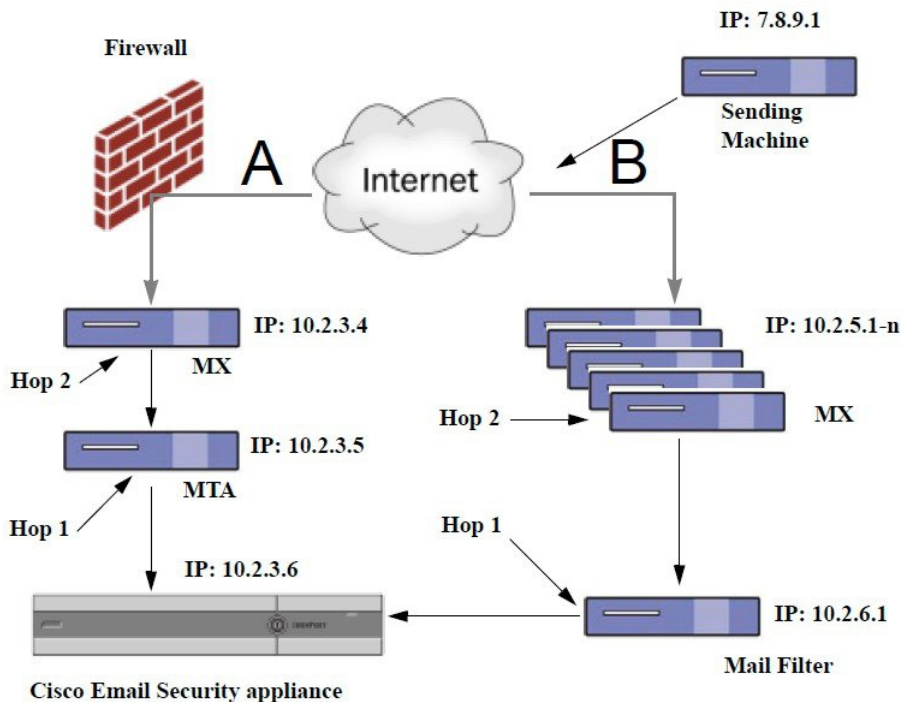 IP: 7.8.9.1
Firewall
Sending
Machine
A
Internet
B
IP: 10.2.3.4
IP: 10.2.5.1-n
MX
Hop 2
Hop 2
MX
IP: 10.2.3.5
MTA
Hop 1
Hop 1
IP: 10.2.3.6
IP: 10.2.6.1
Mail Filter
Cisco Email Security appliance